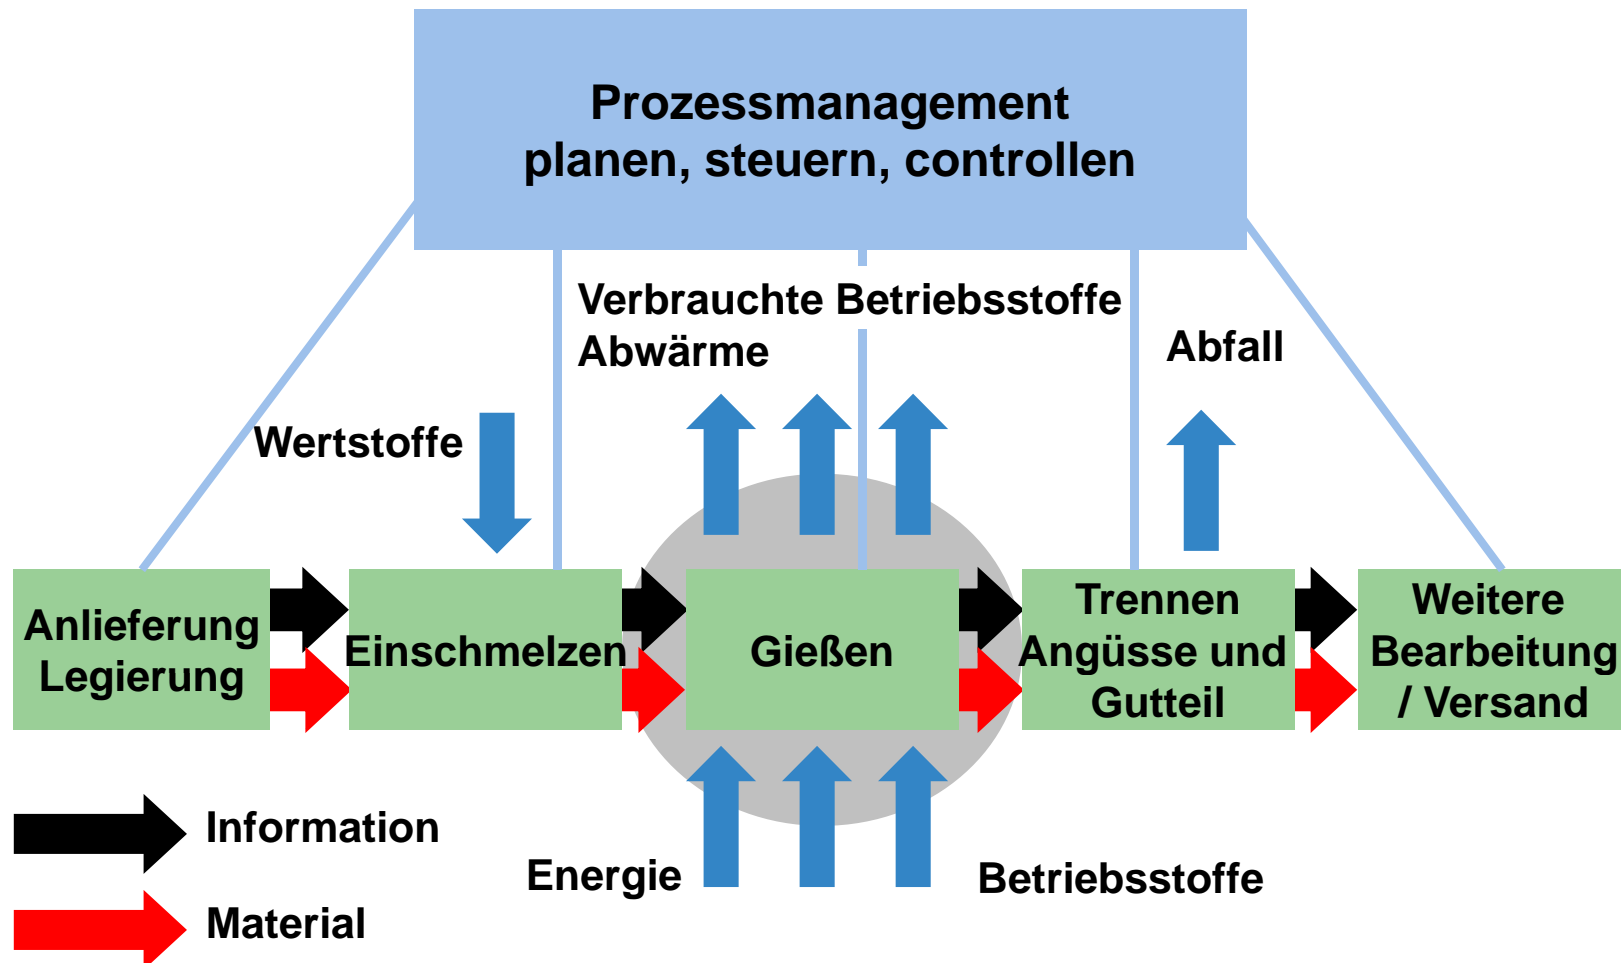 Prozessmanagement
planen, steuern, controllen
Verbrauchte Betriebsstoffe
Abwärme
Abfall
Wertstoffe
Anlieferung
Legierung
Einschmelzen
Gießen
Trennen
Angüsse und
Gutteil
Weitere
Bearbeitung
/ Versand
Information
Energie
Betriebsstoffe
Material